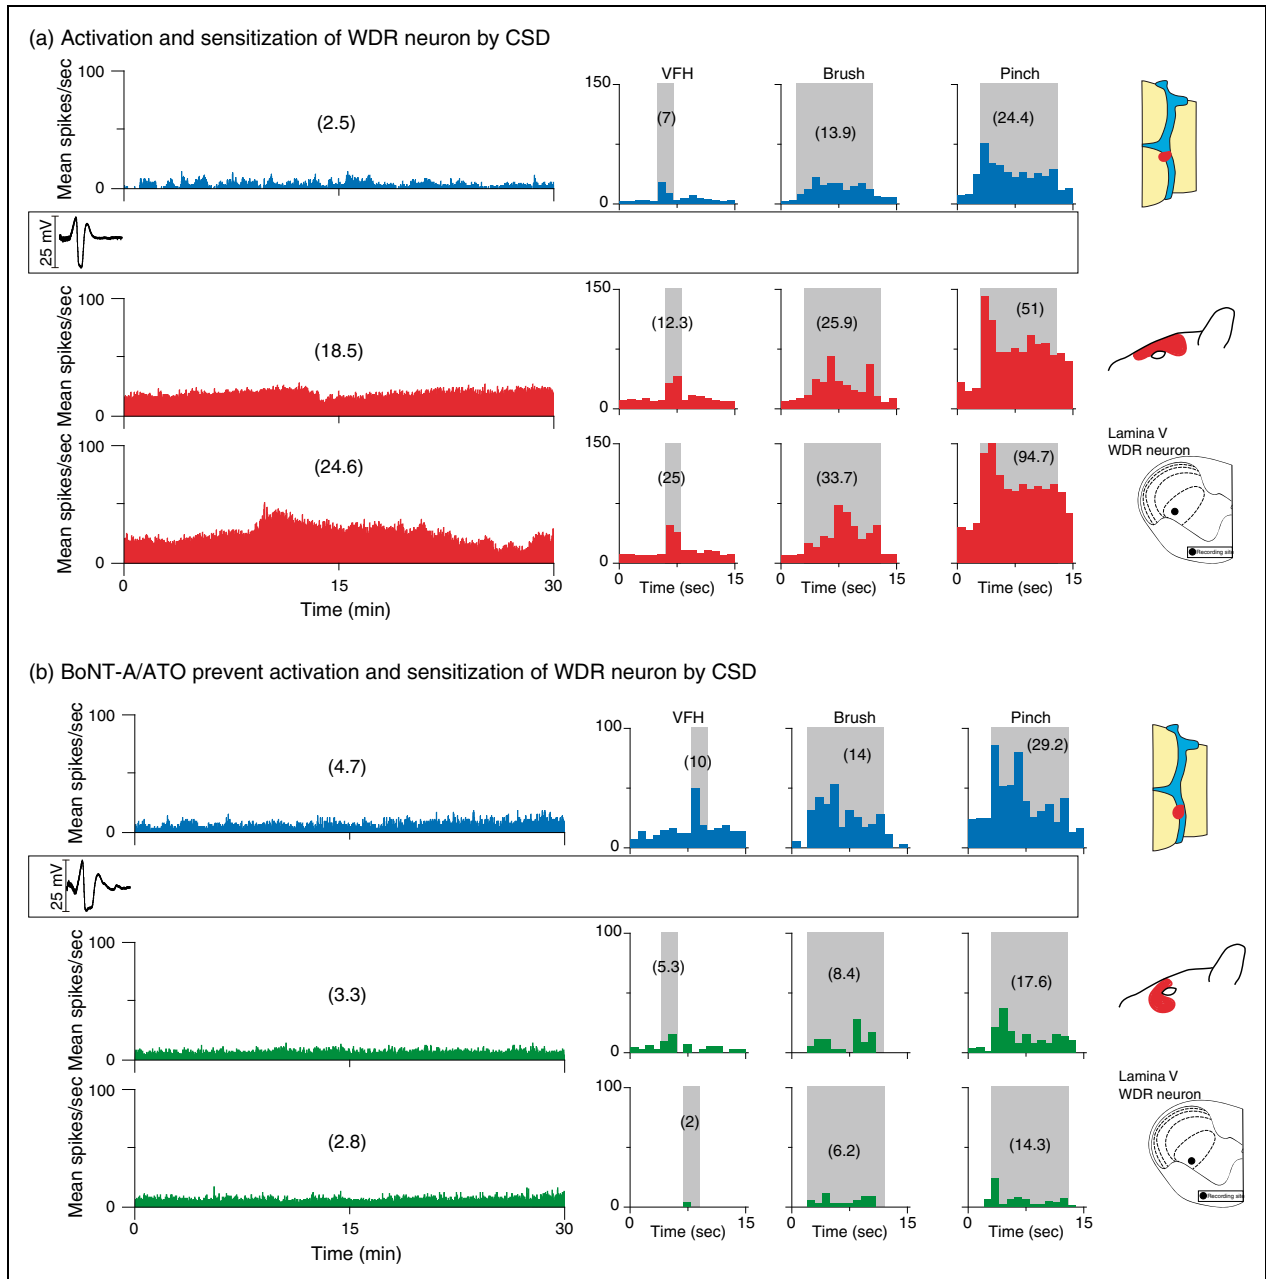 (a) Activation and sensitization of WDR neuron by CSD
VFH
Brush
Pinch
Mean spikes/sec
100
0
(2.5)
150
0
(7)
(13.9)
(24.4)
25 mV
Mean spikes/sec
100
0
(18.5)
150
0
(12.3)
(25.9)
(51)
Mean spikes/sec
100
0
(24.6)
150
0
(25)
(33.7)
(94.7)
Lamina V
WDR neuron
Recording site
0 15 30
Time (min)
0 15
Time (sec)
0 15
Time (sec)
0 15
Time (sec)
(b) BoNT-A/ATO prevent activation and sensitization of WDR neuron by CSD
VFH
Brush
Pinch
Mean spikes/sec
100
0
(4.7)
100
0
(10)
(14)
(29.2)
25 mV
Mean spikes/sec
100
0
(3.3)
100
0
(5.3)
(8.4)
(17.6)
Mean spikes/sec
100
0
(2.8)
100
0
(2)
(6.2)
(14.3)
Lamina V
WDR neuron
Recording site
0 15 30
Time (min)
0 15
Time (sec)
0 15
Time (sec)
0 15
Time (sec)